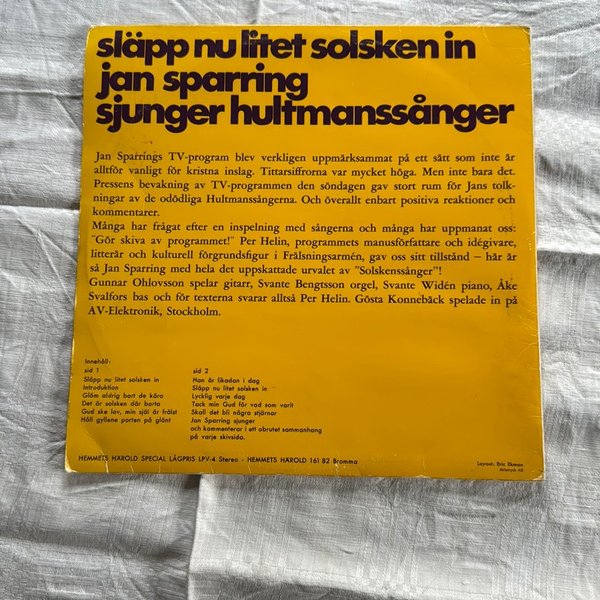 släpp nu litet solsken in
jan sparring
sjunger hultmanssånger
Jan Sparrings TV-program blev verkligen uppmärksammat på ett sätt som inte är
alltför vanligt för kristna inslag. Tittarsiffrorna var mycket höga. Men inte bara det.
Pressens bevakning av TV-programmen den söndagen gav stort rum för Jans tolk-
ningar av de odödliga Hultmanssångerna. Och överallt enbart positiva reaktioner och
kommentarer.
Många har frågat efter en inspelning med sångerna och många har uppmanat oss:
"Gör skiva av programmet!" Per Helin, programmets manusförfattare och idégivare,
litterär och kulturell förgrundsfigur i Frälsningsarmén, gav oss sitt tillstånd – här är
så Jan Sparring med hela det uppskattade urvalet av "Solskenssånger"!
Gunnar Ohlovsson spelar gitarr, Svante Bengtsson orgel, Svante Widén piano, Åke
Svalfors bas och för texterna svarar alltså Per Helin. Gösta Konnebäck spelade in på
AV-Elektronik, Stockholm.
Innehåll:
sid 1
Släpp nu litet solsken in
Introduktion
Glöm aldrig bort de kära
Det är solsken där borta
Gud ske lov, min själ är frälst
Håll gyllene porten på glänt
sid 2
Han är likadan i dag
Släpp nu litet solsken in
Lycklig varje dag
Tack min Gud för vad som varit
Skall det bli några stjärnor
Jan Sparring sjunger
och kommenterar i ett obrutet sammanhang
på varje skivsida.
HEMMETS HÄROLD SPECIAL LÅGPRIS LPV-4 Stereo - HEMMETS HÄROLD 161 82 Bromma
Layout: Eric Ekman